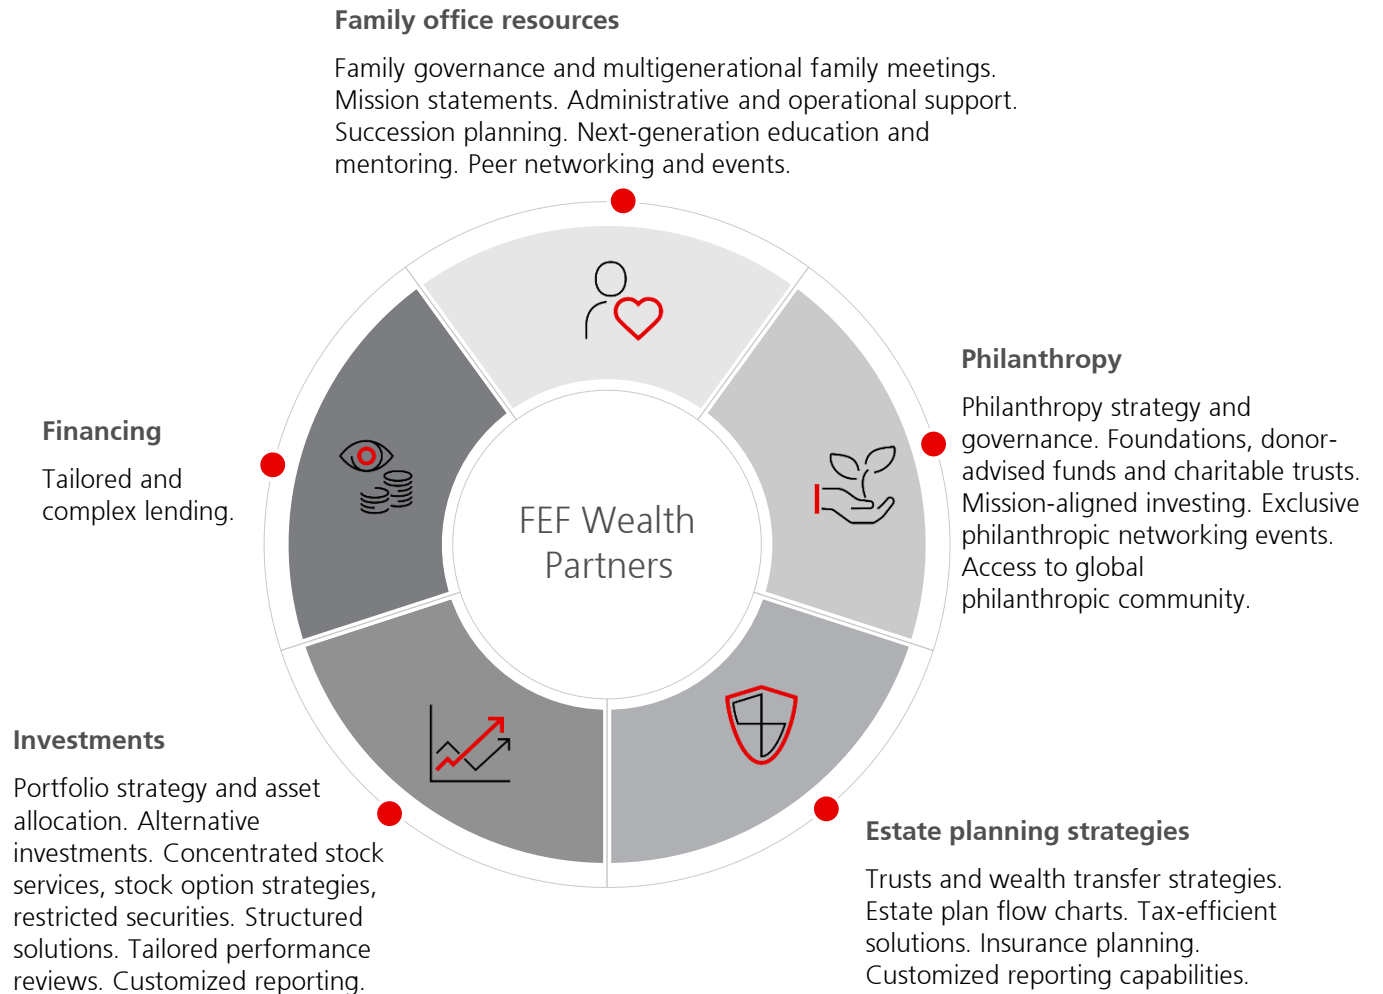 Family office resources
Family governance and multigenerational family meetings.
Mission statements. Administrative and operational support.
Succession planning. Next-generation education and
mentoring. Peer networking and events.
Philanthropy
Philanthropy strategy and
governance. Foundations, donor-
advised funds and charitable trusts.
Mission-aligned investing. Exclusive
philanthropic networking events.
Access to global
philanthropic community.
Financing
Tailored and
complex lending.
FEF Wealth
Partners
Investments
Portfolio strategy and asset
allocation. Alternative
investments. Concentrated stock
services, stock option strategies,
restricted securities. Structured
solutions. Tailored performance
reviews. Customized reporting.
Estate planning strategies
Trusts and wealth transfer strategies.
Estate plan flow charts. Tax-efficient
solutions. Insurance planning.
Customized reporting capabilities.